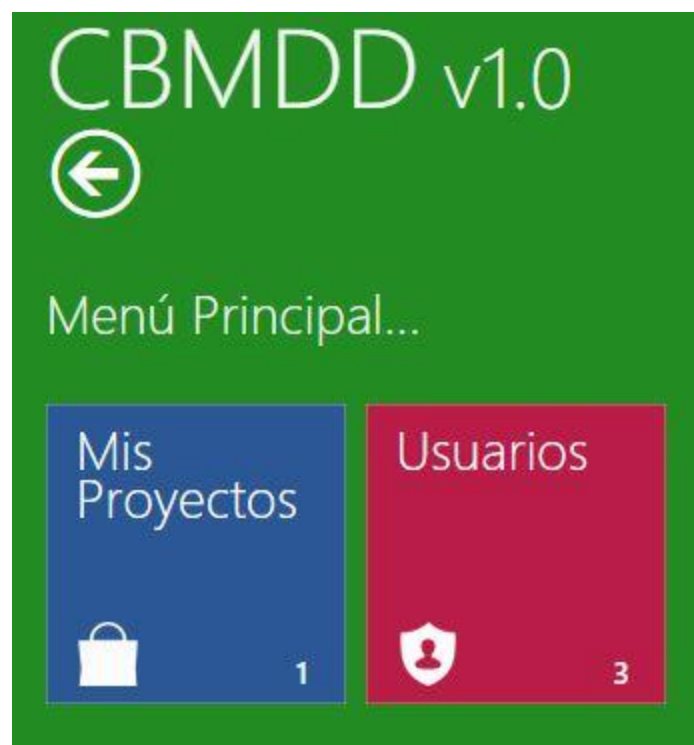 CBMDD v1.0
Menú Principal...
Mis
Proyectos
1
Usuarios
3